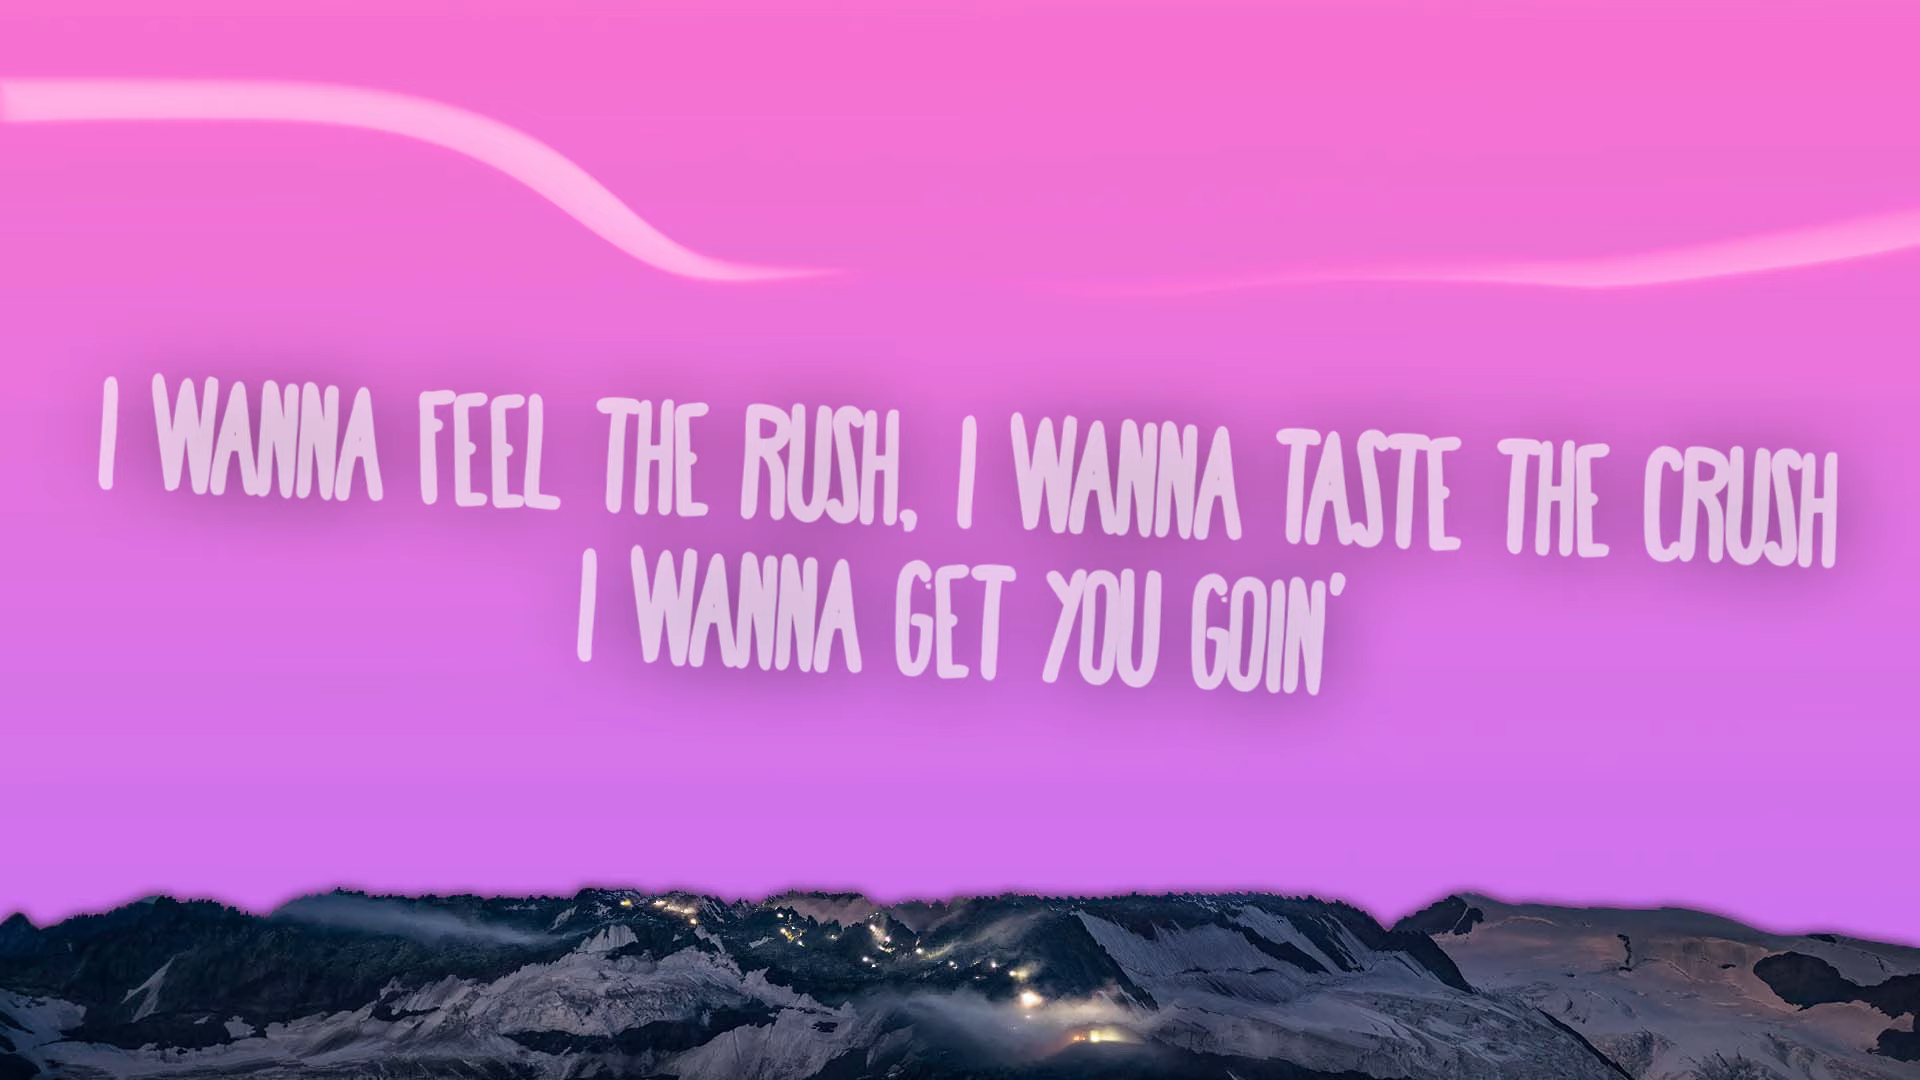 I WANNA FEEL THE RUSH, I WANNA TASTE THE CRUSH
I WANNA GET YOU GOIN'